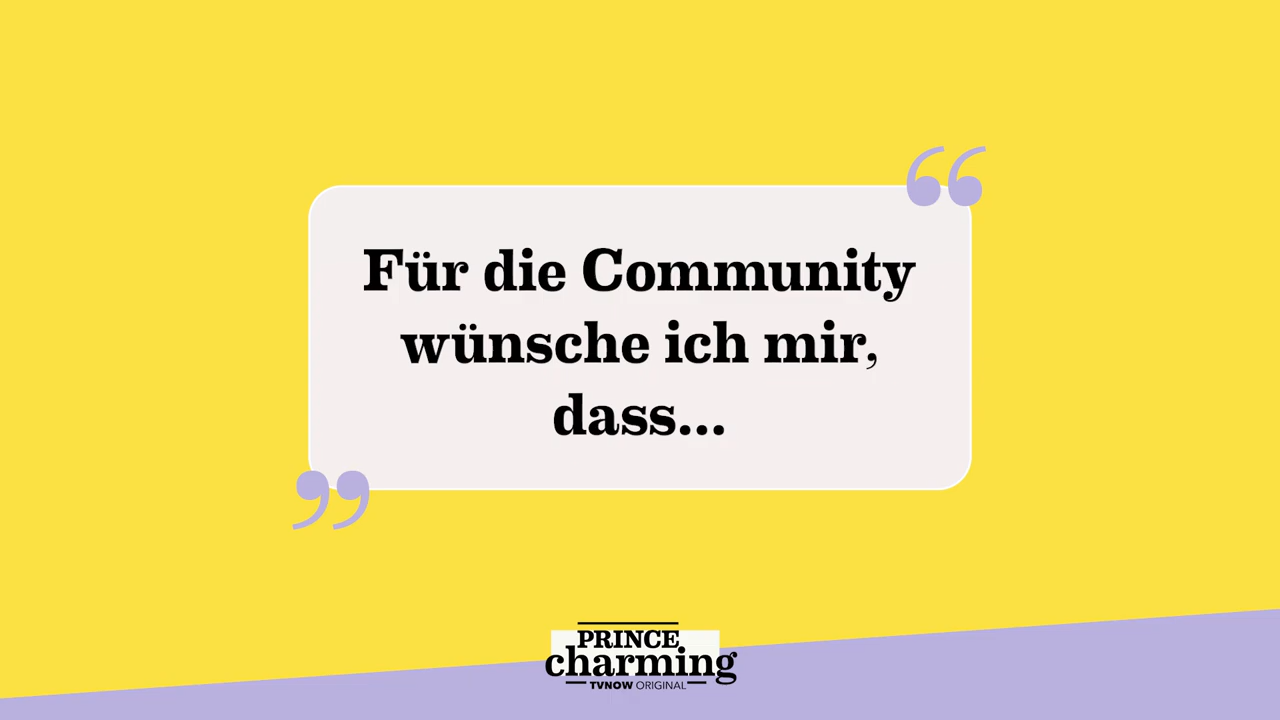 Für die Community
wünsche ich mir,
dass...
PRINCE
charming
TVNOW ORIGINAL